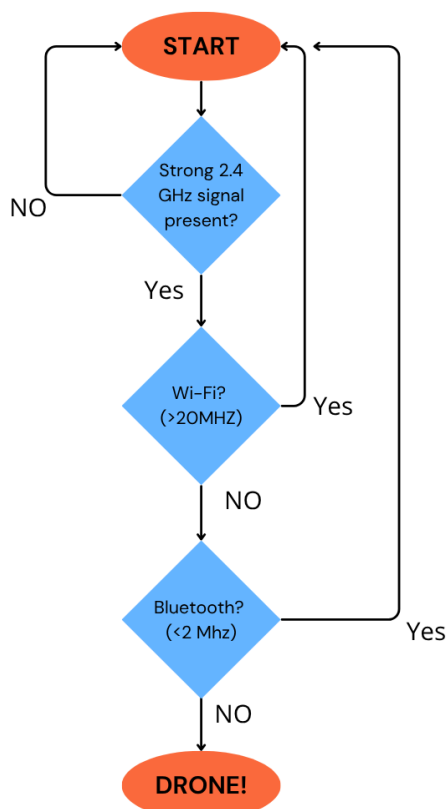 START
Strong 2.4
GHz signal
present?
NO
Yes
Wi-Fi?
(>20MHZ)
Yes
NO
Bluetooth?
(<2 Mhz)
Yes
NO
DRONE!